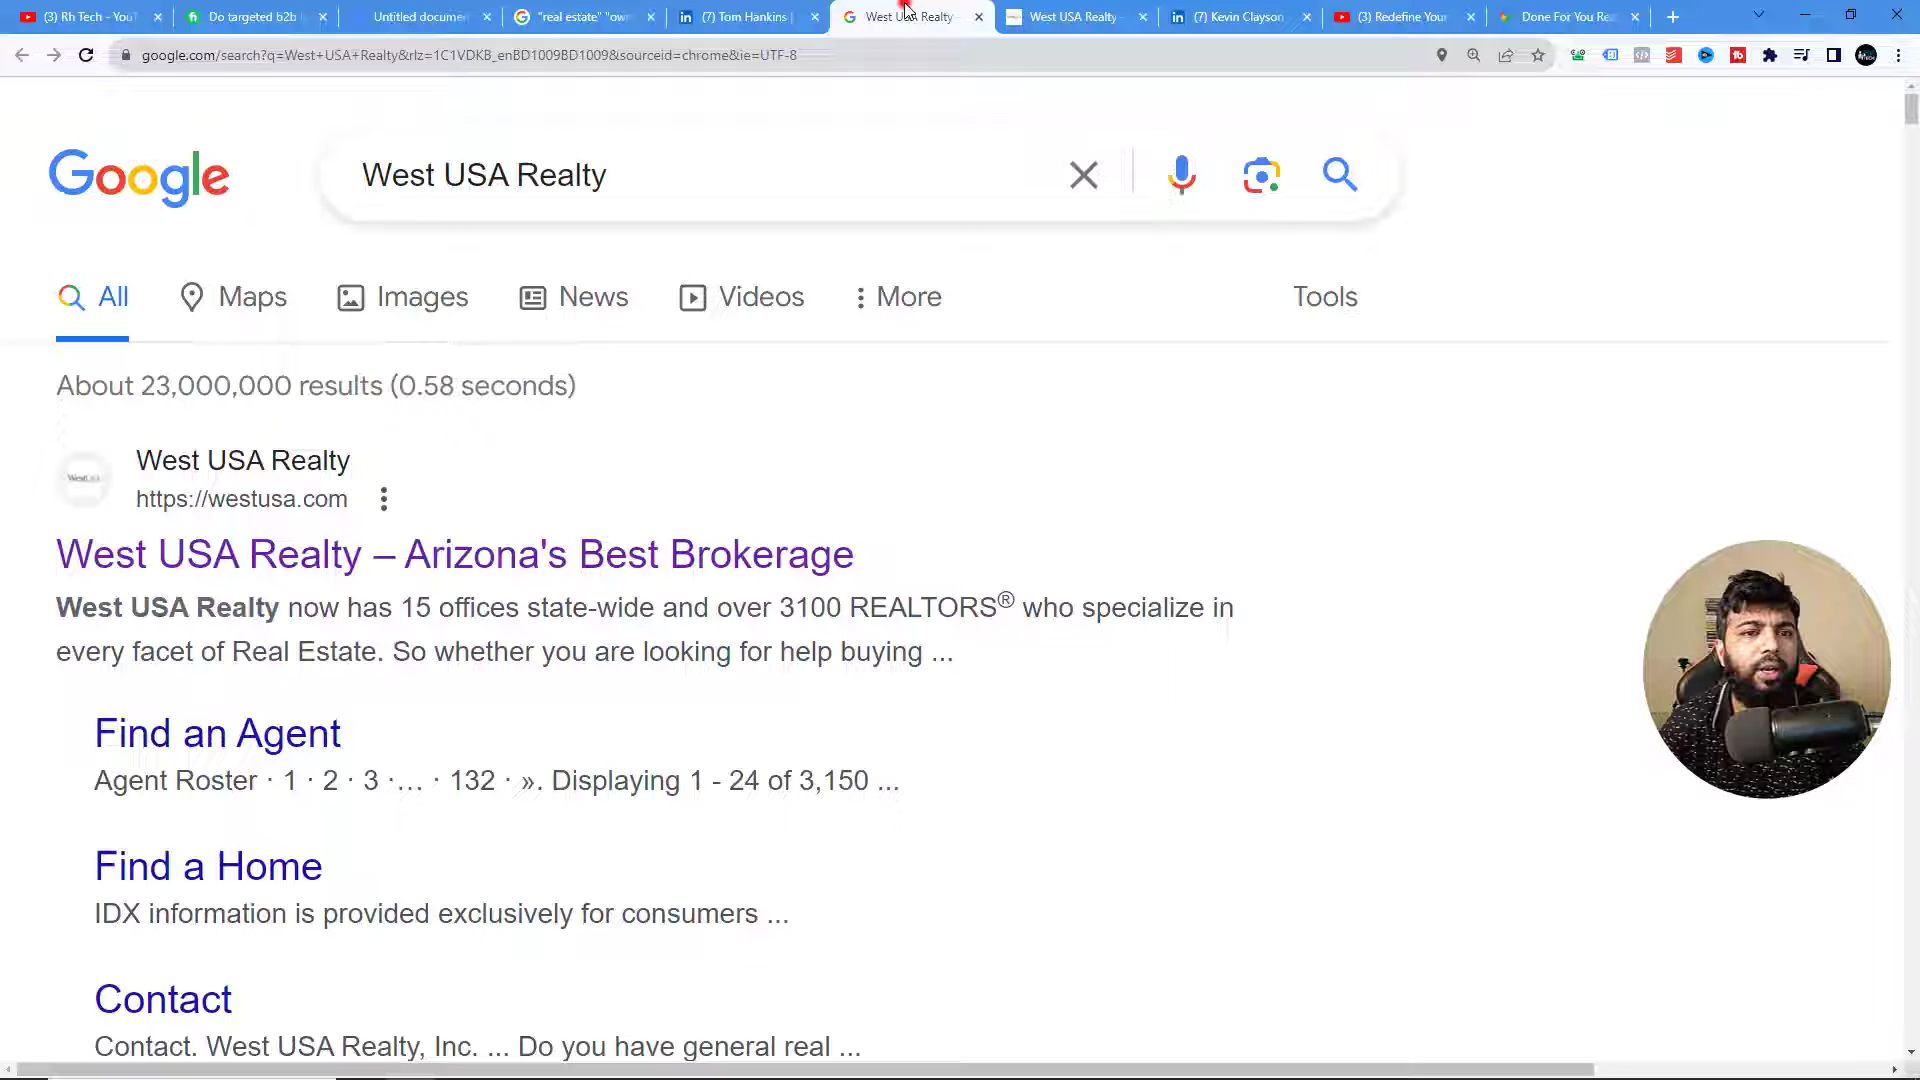 (3) Rh Tech - YouT
Do targeted b2b l
Untitled documen
"real estate" "own
(7) Tom Hankins |
West USA Realty -
West USA Realty -
(7) Kevin Clayson
(3) Redefine Your
Done For You Rea
google.com/search?q=West+USA+Realty&rlz=1C1VDKB_enBD1009BD1009&sourceid=chrome&ie=UTF-8
Google
West USA Realty
All
Maps
Images
News
Videos
More
Tools
About 23,000,000 results (0.58 seconds)
West USA Realty
https://westusa.com
West USA Realty – Arizona's Best Brokerage
West USA Realty now has 15 offices state-wide and over 3100 REALTORS® who specialize in
every facet of Real Estate. So whether you are looking for help buying ...
Find an Agent
Agent Roster · 1 · 2 · 3 ·... · 132 · ». Displaying 1 - 24 of 3,150 ...
Find a Home
IDX information is provided exclusively for consumers ...
Contact
Contact. West USA Realty, Inc. ... Do you have general real ...